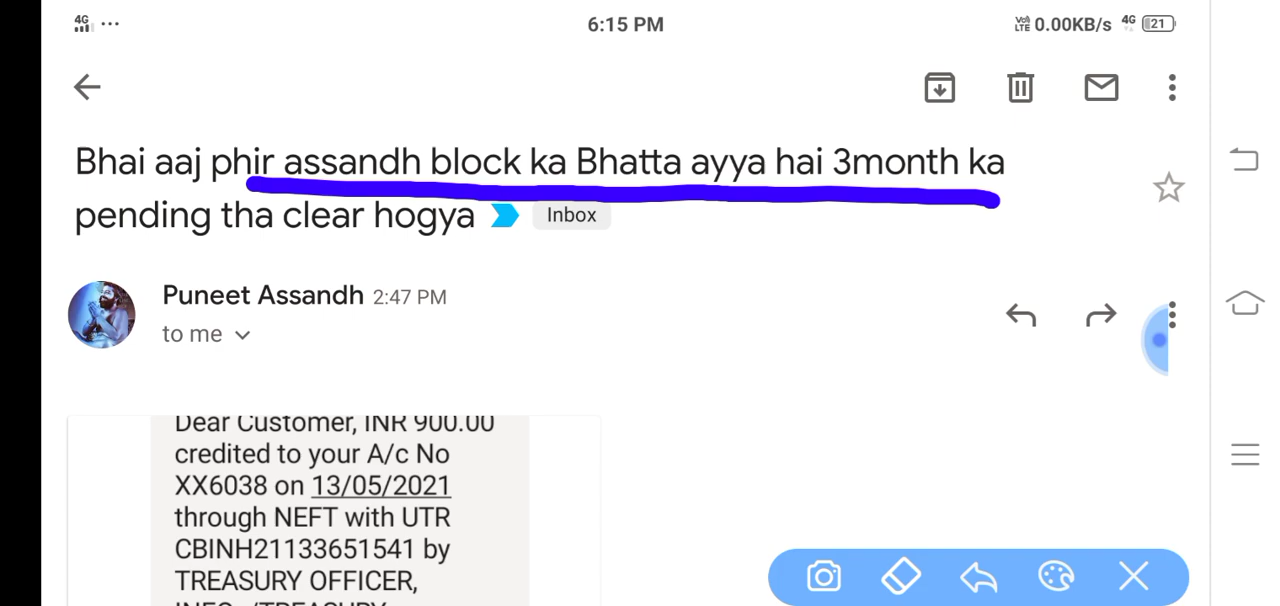 4G
6:15 PM
0.00KB/s 4G 21
Bhai aaj phir assandh block ka Bhatta ayya hai 3month ka
pending tha clear hogya Inbox
Puneet Assandh 2:47 PM
to me
Dear Customer, INR 900.00
credited to your A/c No
XX6038 on 13/05/2021
through NEFT with UTR
CBINH21133651541 by
TREASURY OFFICER,